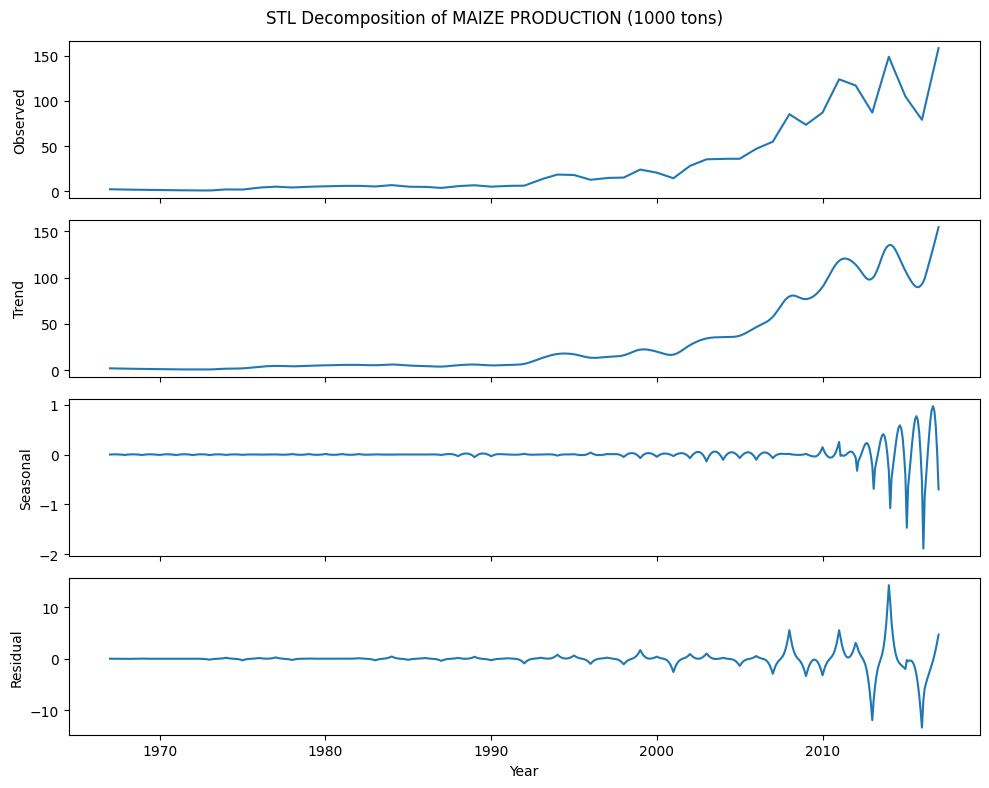 STL Decomposition of MAIZE PRODUCTION (1000 tons)
150
100
50
0
Observed
150
100
50
0
Trend
1
0
−1
−2
Seasonal
10
0
−10
Residual
1970 1980 1990 2000 2010
Year